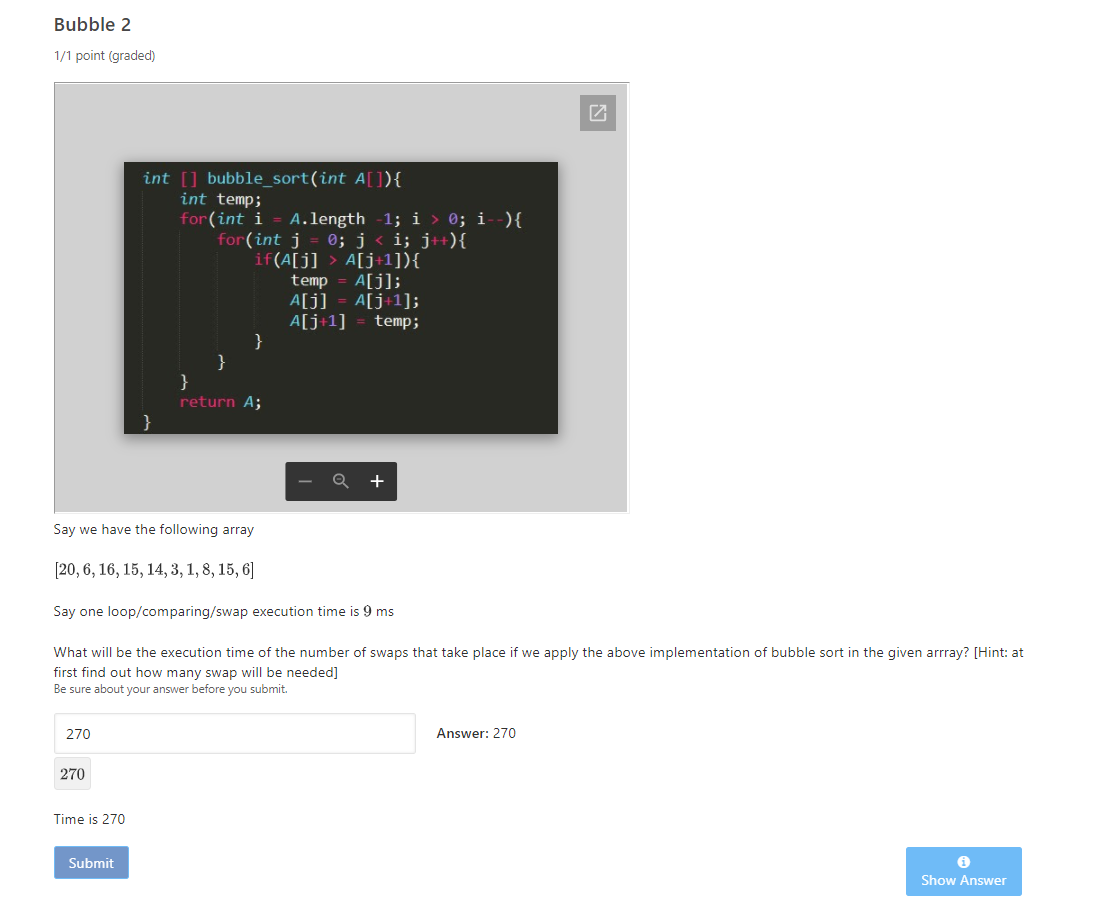 Bubble 2
1/1 point (graded)
int [] bubble_sort(int A[]){
int temp;
for(int i = A.length -1; i > 0; i--){
for(int j = 0; j < i; j++){
if(A[j] > A[j+1]){
temp = A[j];
A[j] = A[j+1];
A[j+1] = temp;
}
}
}
return A;
}
Say we have the following array
[20, 6, 16, 15, 14, 3, 1, 8, 15, 6]
Say one loop/comparing/swap execution time is 9 ms
What will be the execution time of the number of swaps that take place if we apply the above implementation of bubble sort in the given arrray? [Hint: at
first find out how many swap will be needed]
Be sure about your answer before you submit.
270
Answer: 270
270
Time is 270
Submit
Show Answer